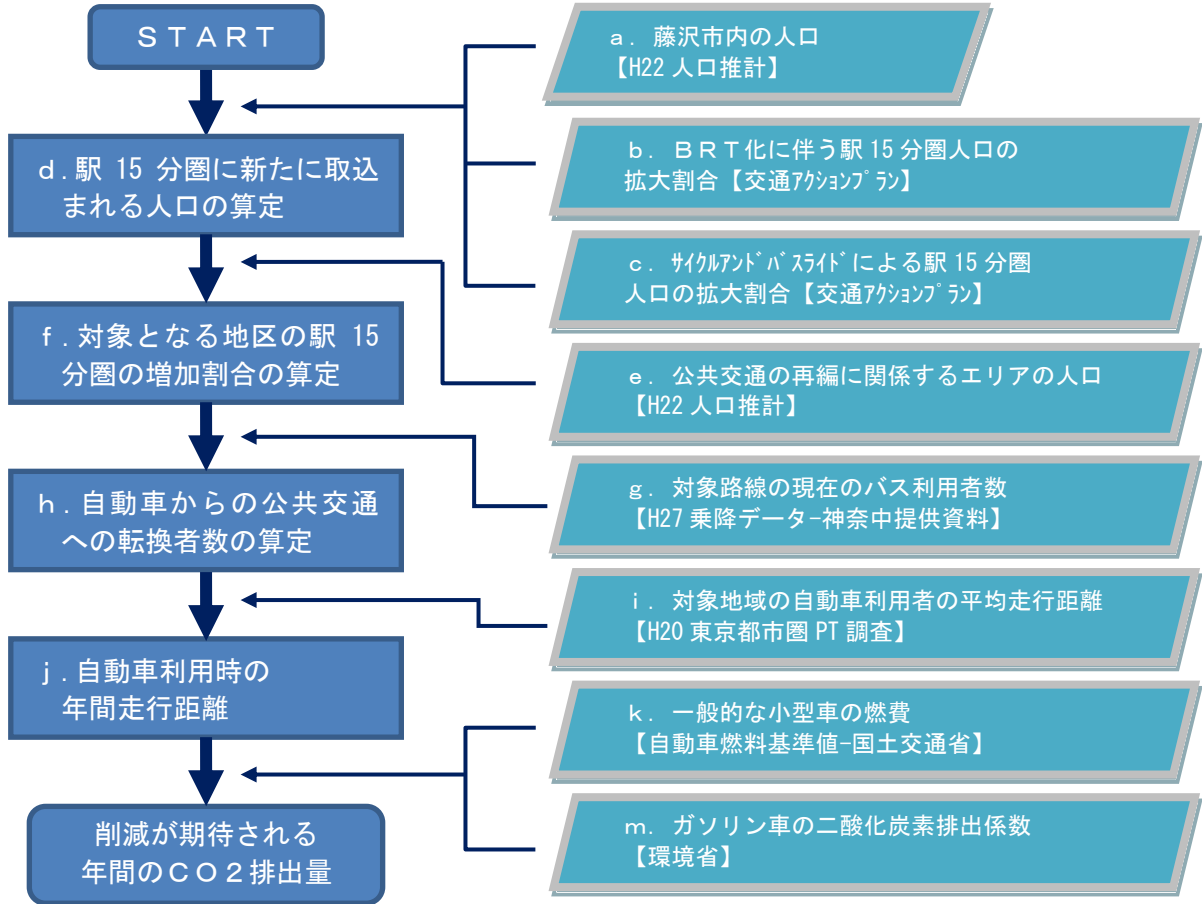 ＳＴＡＲＴ
ａ．藤沢市内の人口
【H22 人口推計】
ｂ．ＢＲＴ化に伴う駅 15 分圏人口の
拡大割合【交通ｱｸｼｮﾝﾌﾟﾗﾝ】
ｄ．駅 15 分圏に新たに取込
まれる人口の算定
ｃ．ｻｲｸﾙｱﾝﾄﾞﾊﾞｽﾗｲﾄﾞによる駅 15 分圏
人口の拡大割合【交通ｱｸｼｮﾝﾌﾟﾗﾝ】
ｆ．対象となる地区の駅 15
分圏の増加割合の算定
ｅ．公共交通の再編に関係するエリアの人口
【H22 人口推計】
ｇ．対象路線の現在のバス利用者数
【H27 乗降データ-神奈中提供資料】
ｈ．自動車からの公共交通
への転換者数の算定
ｉ．対象地域の自動車利用者の平均走行距離
【H20 東京都市圏 PT 調査】
ｊ．自動車利用時の
年間走行距離
ｋ．一般的な小型車の燃費
【自動車燃料基準値-国土交通省】
ｍ．ガソリン車の二酸化炭素排出係数
【環境省】
削減が期待される
年間のＣＯ２排出量